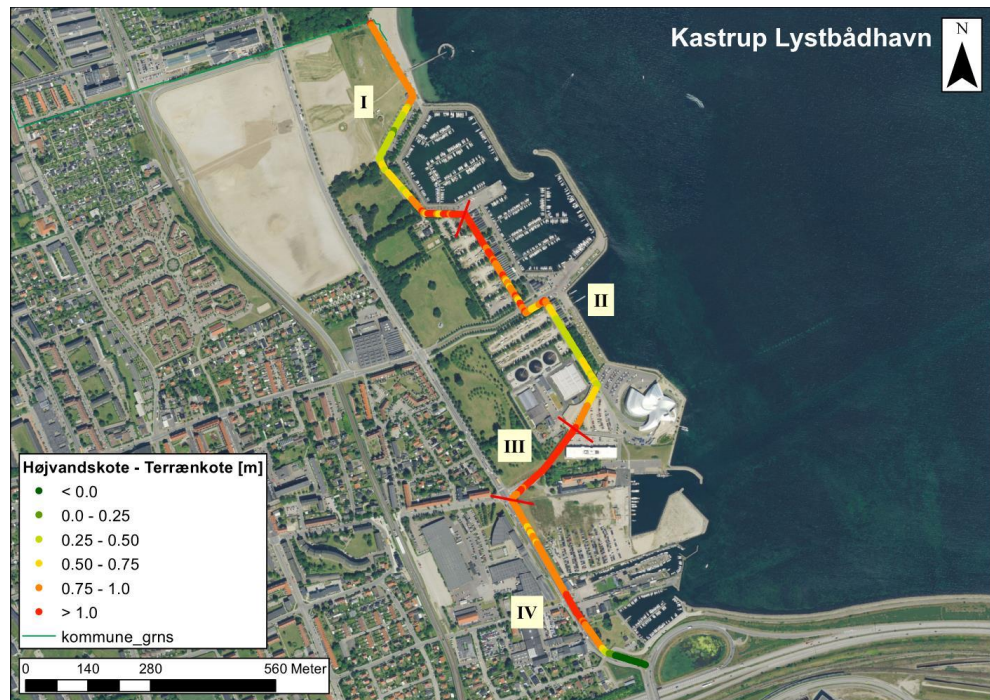 Kastrup Lystbådhavn
N
I
II
III
IV
Højvandskote - Terrænkote [m]
< 0.0
0.0 - 0.25
0.25 - 0.50
0.50 - 0.75
0.75 - 1.0
> 1.0
kommune_grns
0 140 280 560 Meter